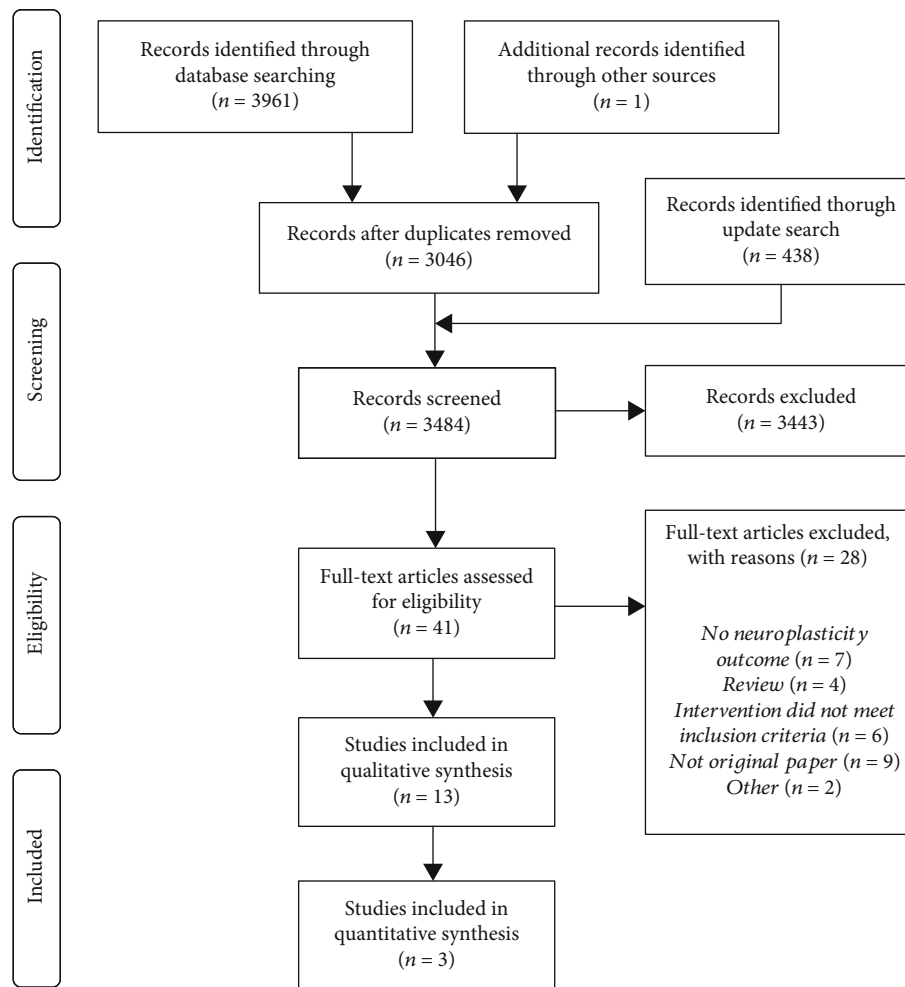 Identification
Records identified through
database searching
(n = 3961)
Additional records identified
through other sources
(n = 1)
Records after duplicates removed
(n = 3046)
Records identified thorugh
update search
(n = 438)
Screening
Records screened
(n = 3484)
Records excluded
(n = 3443)
Eligibility
Full-text articles assessed
for eligibility
(n = 41)
Full-text articles excluded,
with reasons (n = 28)
No neuroplasticity
outcome (n = 7)
Review (n = 4)
Intervention did not meet
inclusion criteria (n = 6)
Not original paper (n = 9)
Other (n = 2)
Studies included in
qualitative synthesis
(n = 13)
Included
Studies included in
quantitative synthesis
(n = 3)